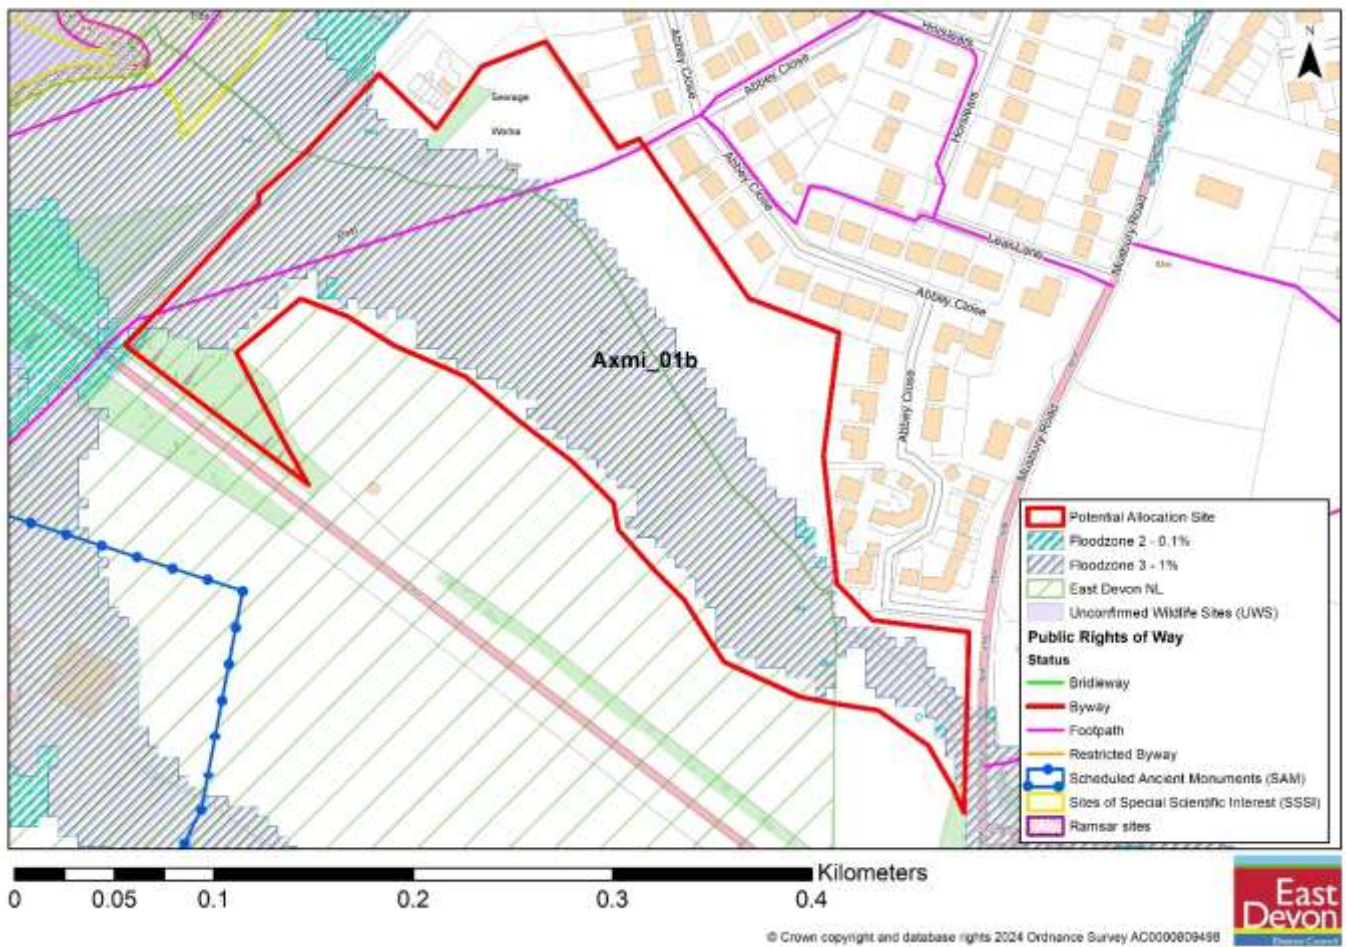 N
Sewage
Works
Abbey Close
Abbey Close
Abbey Close
Abbey Close
Abbey Close
Musbury Road
Musbury Road
Path
Axmi_01b
Potential Allocation Site
Floodzone 2 - 0.1%
Floodzone 3 - 1%
East Devon NL
Unconfirmed Wildlife Sites (UWS)
Public Rights of Way
Status
Bridleway
Byway
Footpath
Restricted Byway
Scheduled Ancient Monuments (SAM)
Sites of Special Scientific Interest (SSSI)
Ramsar sites
Kilometers
0 0.05 0.1 0.2 0.3 0.4
East
Devon
© Crown copyright and database rights 2024 Ordnance Survey AC0000809498